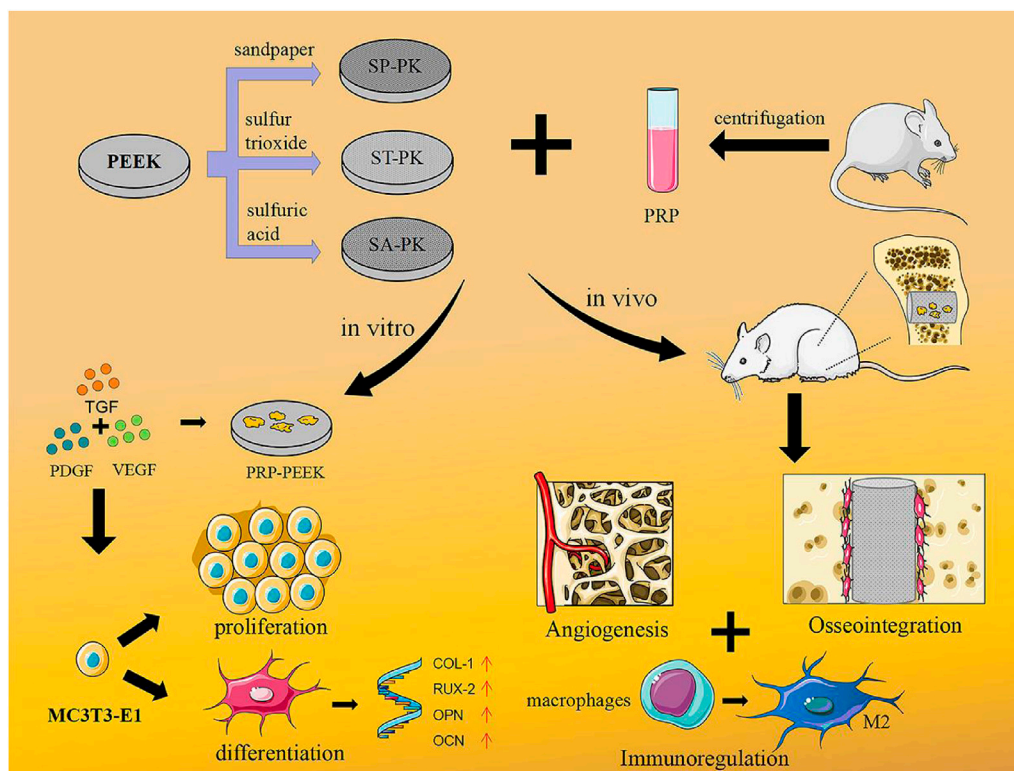 sandpaper
SP-PK
sulfur
trioxide
PEEK
ST-PK
sulfuric
acid
SA-PK
centrifugation
PRP
in vitro
in vivo
TGF
PDGF
VEGF
PRP-PEEK
proliferation
MC3T3-E1
differentiation
COL-1
RUX-2
OPN
OCN
Angiogenesis
Osseointegration
macrophages
M2
Immunoregulation